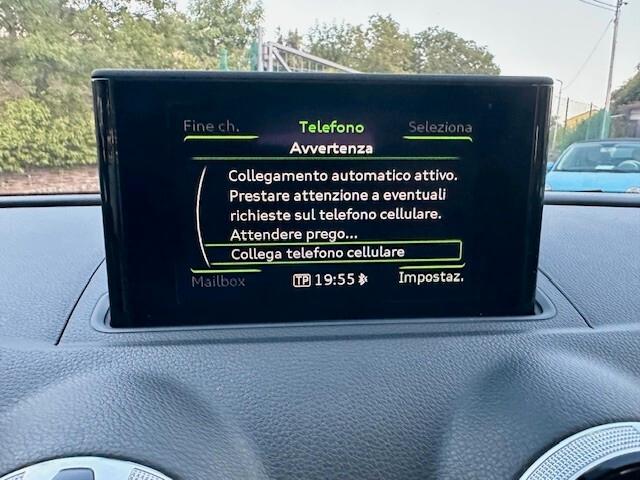 Fine ch. Telefono Seleziona
Avvertenza
Collegamento automatico attivo.
Prestare attenzione a eventuali
richieste sul telefono cellulare.
Attendere prego...
Collega telefono cellulare
Mailbox TP 19:55 Impostaz.